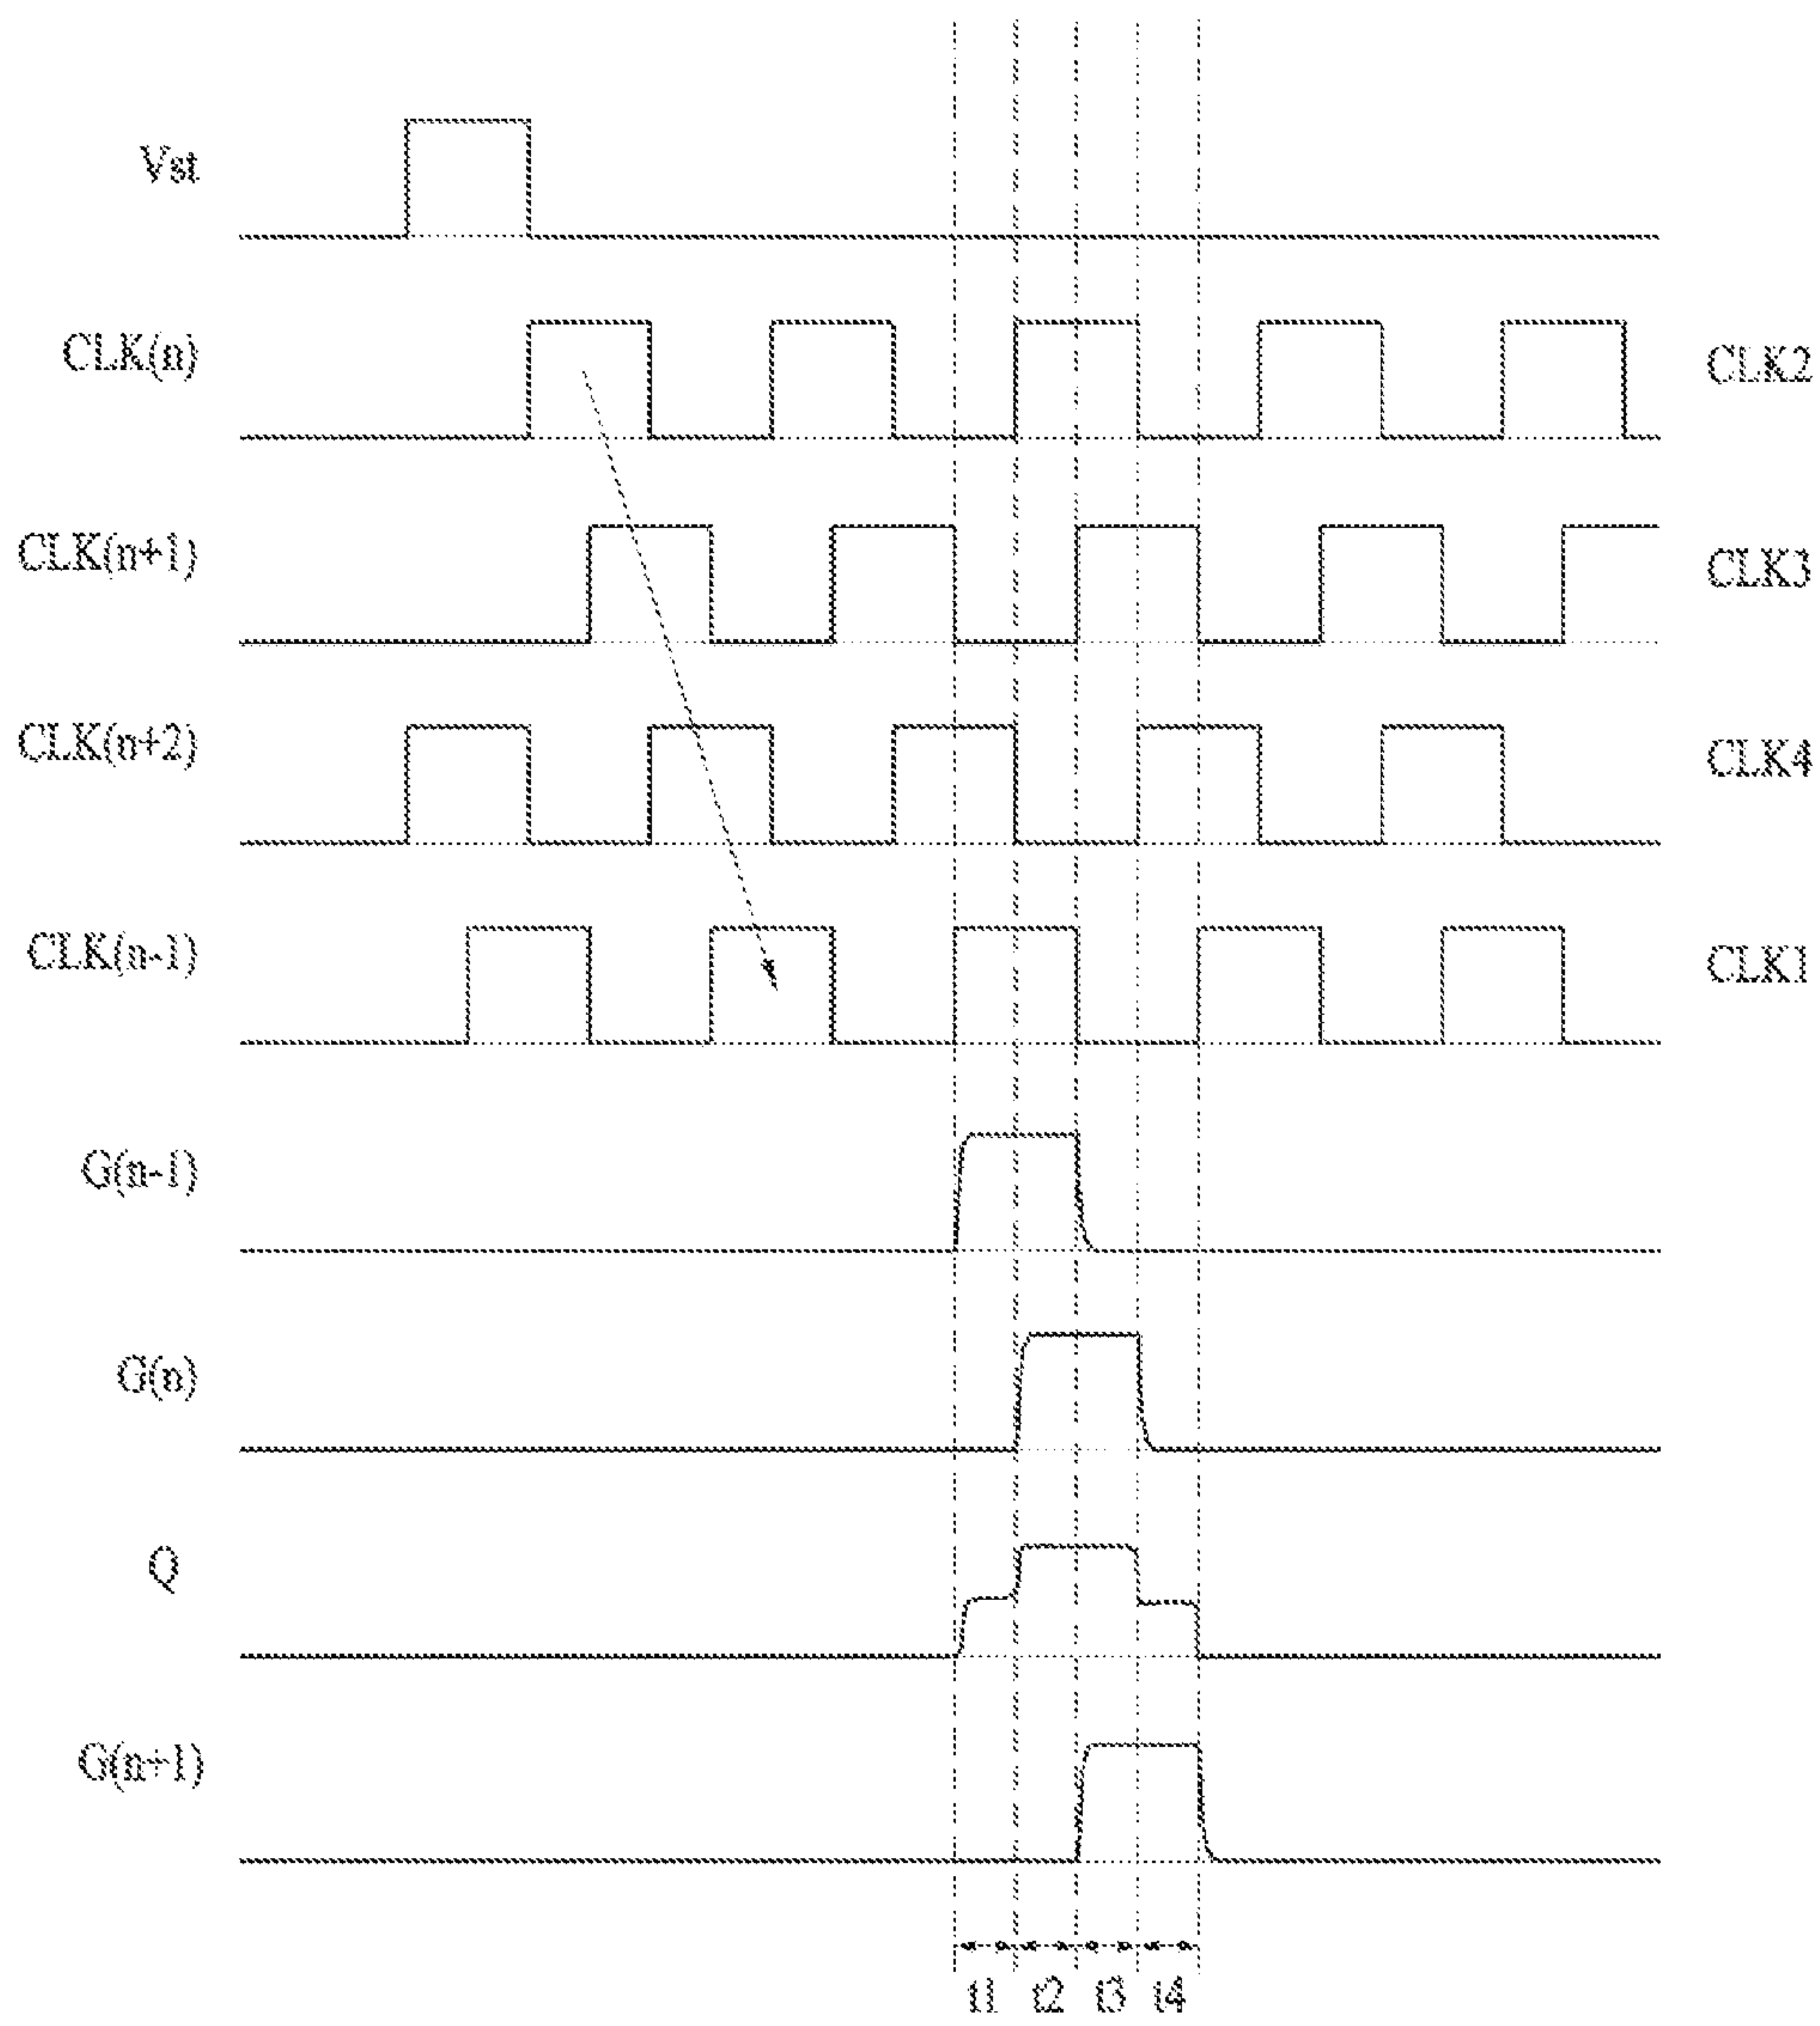 Vst
CLK(n)
CLK2
CLK(n+1)
CLK3
CLK(n+2)
CLK4
CLK(n-1)
CLK1
G(n-1)
G(n)
Q
G(n+1)
t1 t2 t3 t4